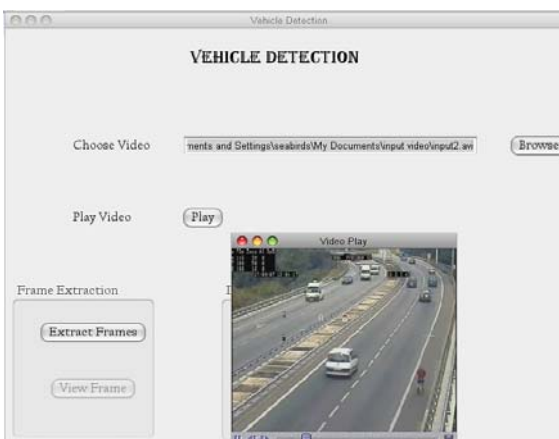 Vehicle Detection
VEHICLE DETECTION
Choose Video
ments and Settings\seabirds\My Documents\input video\input2.avi
Browse
Play Video
Play
Video Play
Frame Extraction
Extract Frames
View Frame